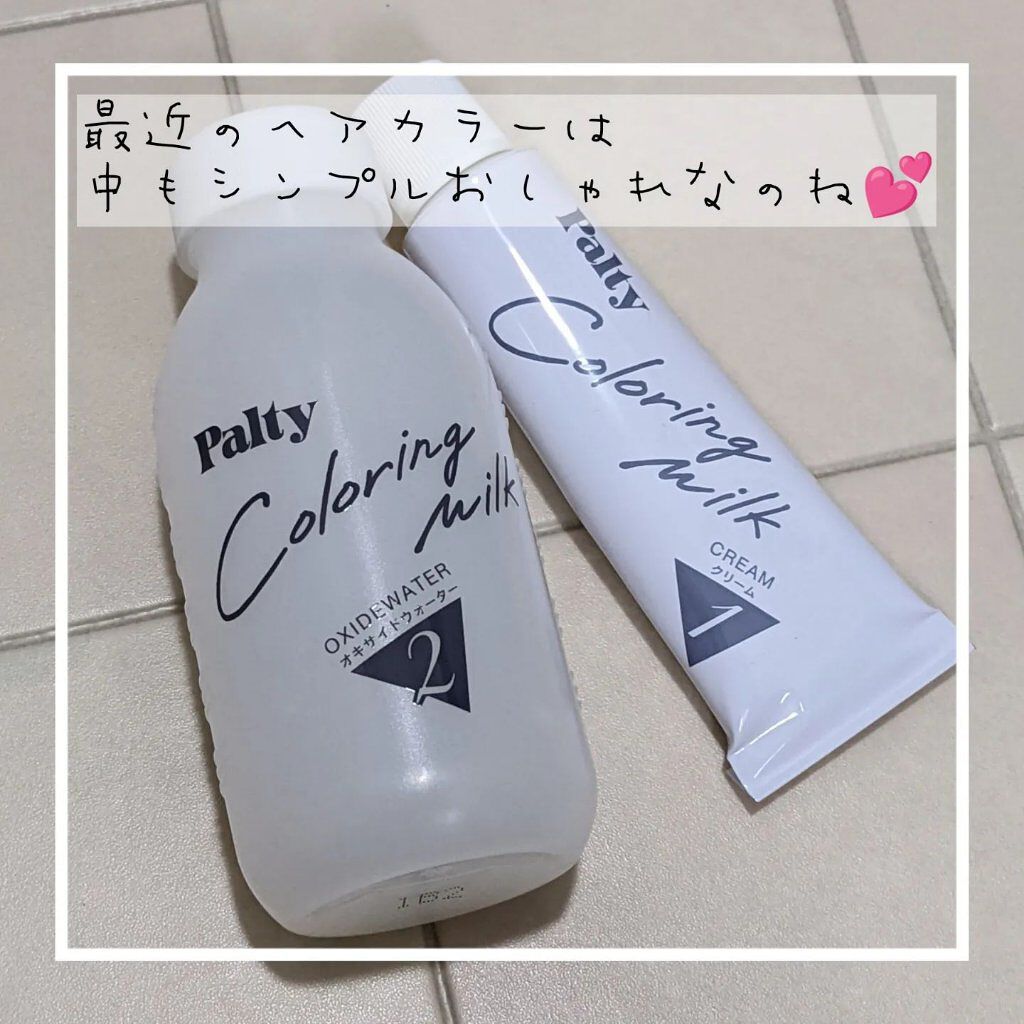 最近のヘアカラーは
中もシンプルおしゃれなのね💕
Palty
Coloring
milk
OXIDEWATER
オキサイドウォーター
2
Palty
Coloring
milk
CREAM
クリーム
1